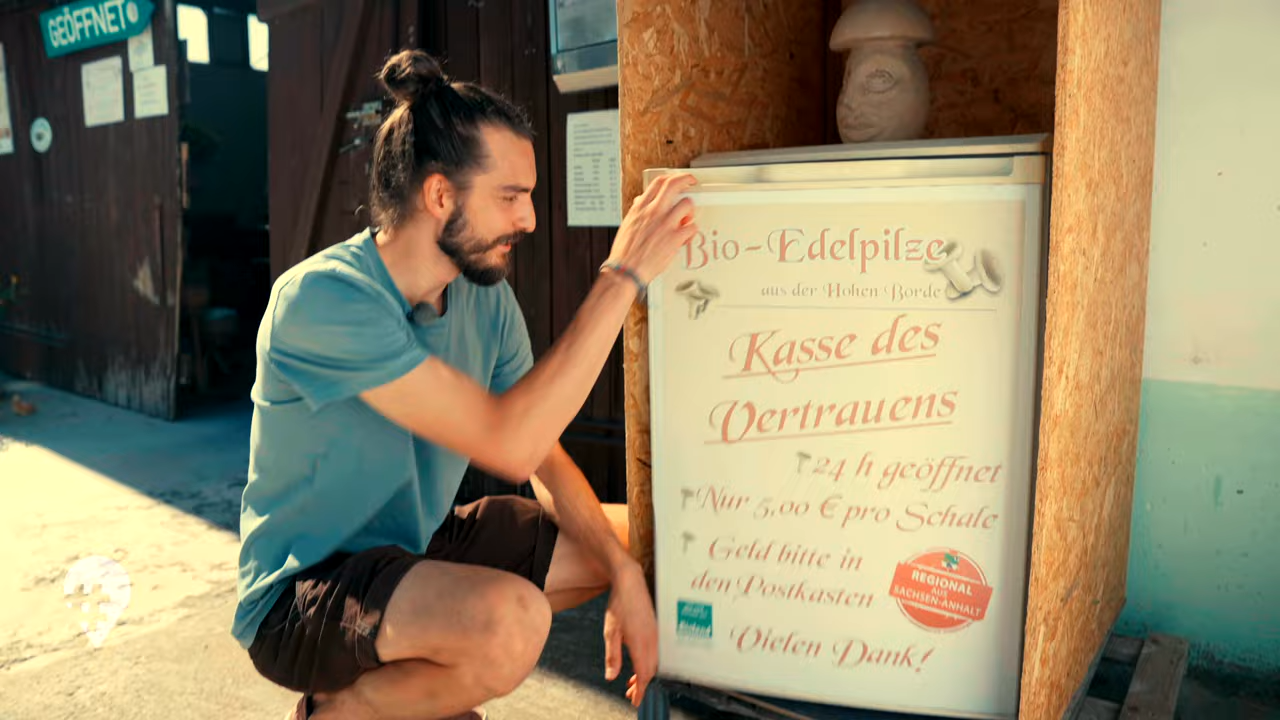 GEÖFFNET
Bio-Edelpilze
aus der Hohen Börde
Kasse des
Vertrauens
24 h geöffnet
Nur 5,00 € pro Schale
Geld bitte in
den Postkasten
REGIONAL
AUS
SACHSEN-ANHALT
Vielen Dank!